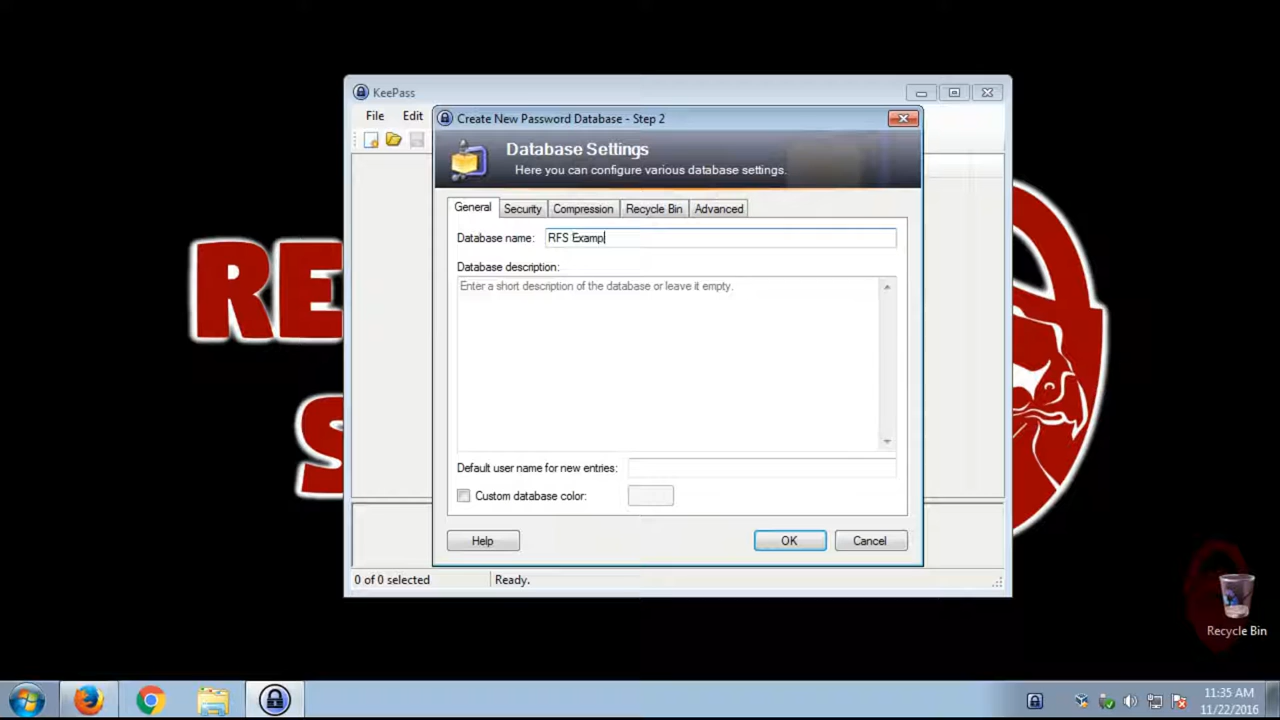 KeePass
File Edit
Create New Password Database - Step 2
Database Settings
Here you can configure various database settings.
General Security Compression Recycle Bin Advanced
Database name: RFS Examp
Database description:
Enter a short description of the database or leave it empty.
Default user name for new entries:
Custom database color:
Help OK Cancel
0 of 0 selected Ready.
RE
S
Recycle Bin
11:35 AM
11/22/2016